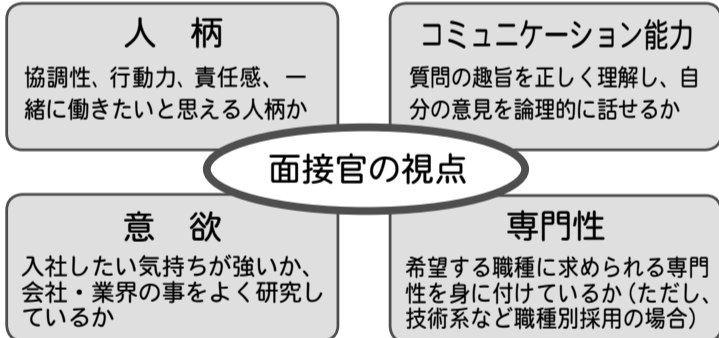 人　柄
協調性、行動力、責任感、一
緒に働きたいと思える人柄か
コミュニケーション能力
質問の趣旨を正しく理解し、自
分の意見を論理的に話せるか
面接官の視点
意　欲
入社したい気持ちが強いか、
会社・業界の事をよく研究し
ているか
専門性
希望する職種に求められる専門
性を身に付けているか（ただし、
技術系など職種別採用の場合）